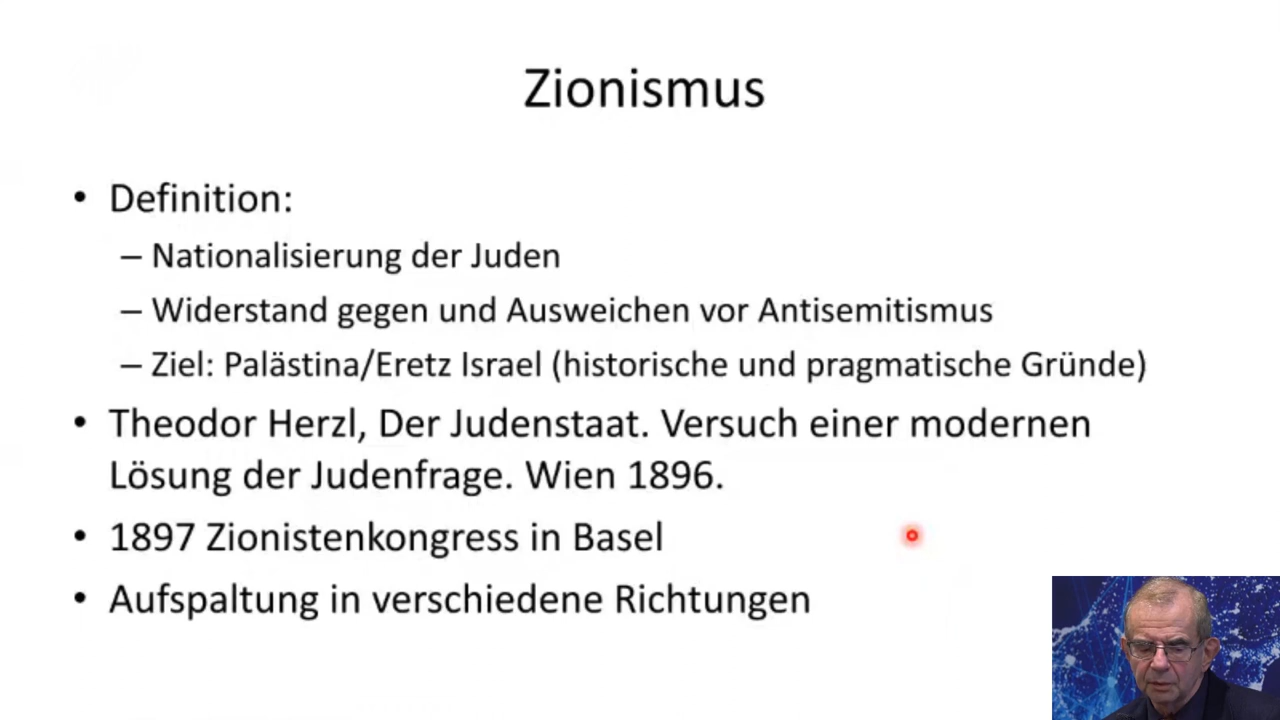 Zionismus
• Definition:
– Nationalisierung der Juden
– Widerstand gegen und Ausweichen vor Antisemitismus
– Ziel: Palästina/Eretz Israel (historische und pragmatische Gründe)
• Theodor Herzl, Der Judenstaat. Versuch einer modernen
Lösung der Judenfrage. Wien 1896.
• 1897 Zionistenkongress in Basel
• Aufspaltung in verschiedene Richtungen